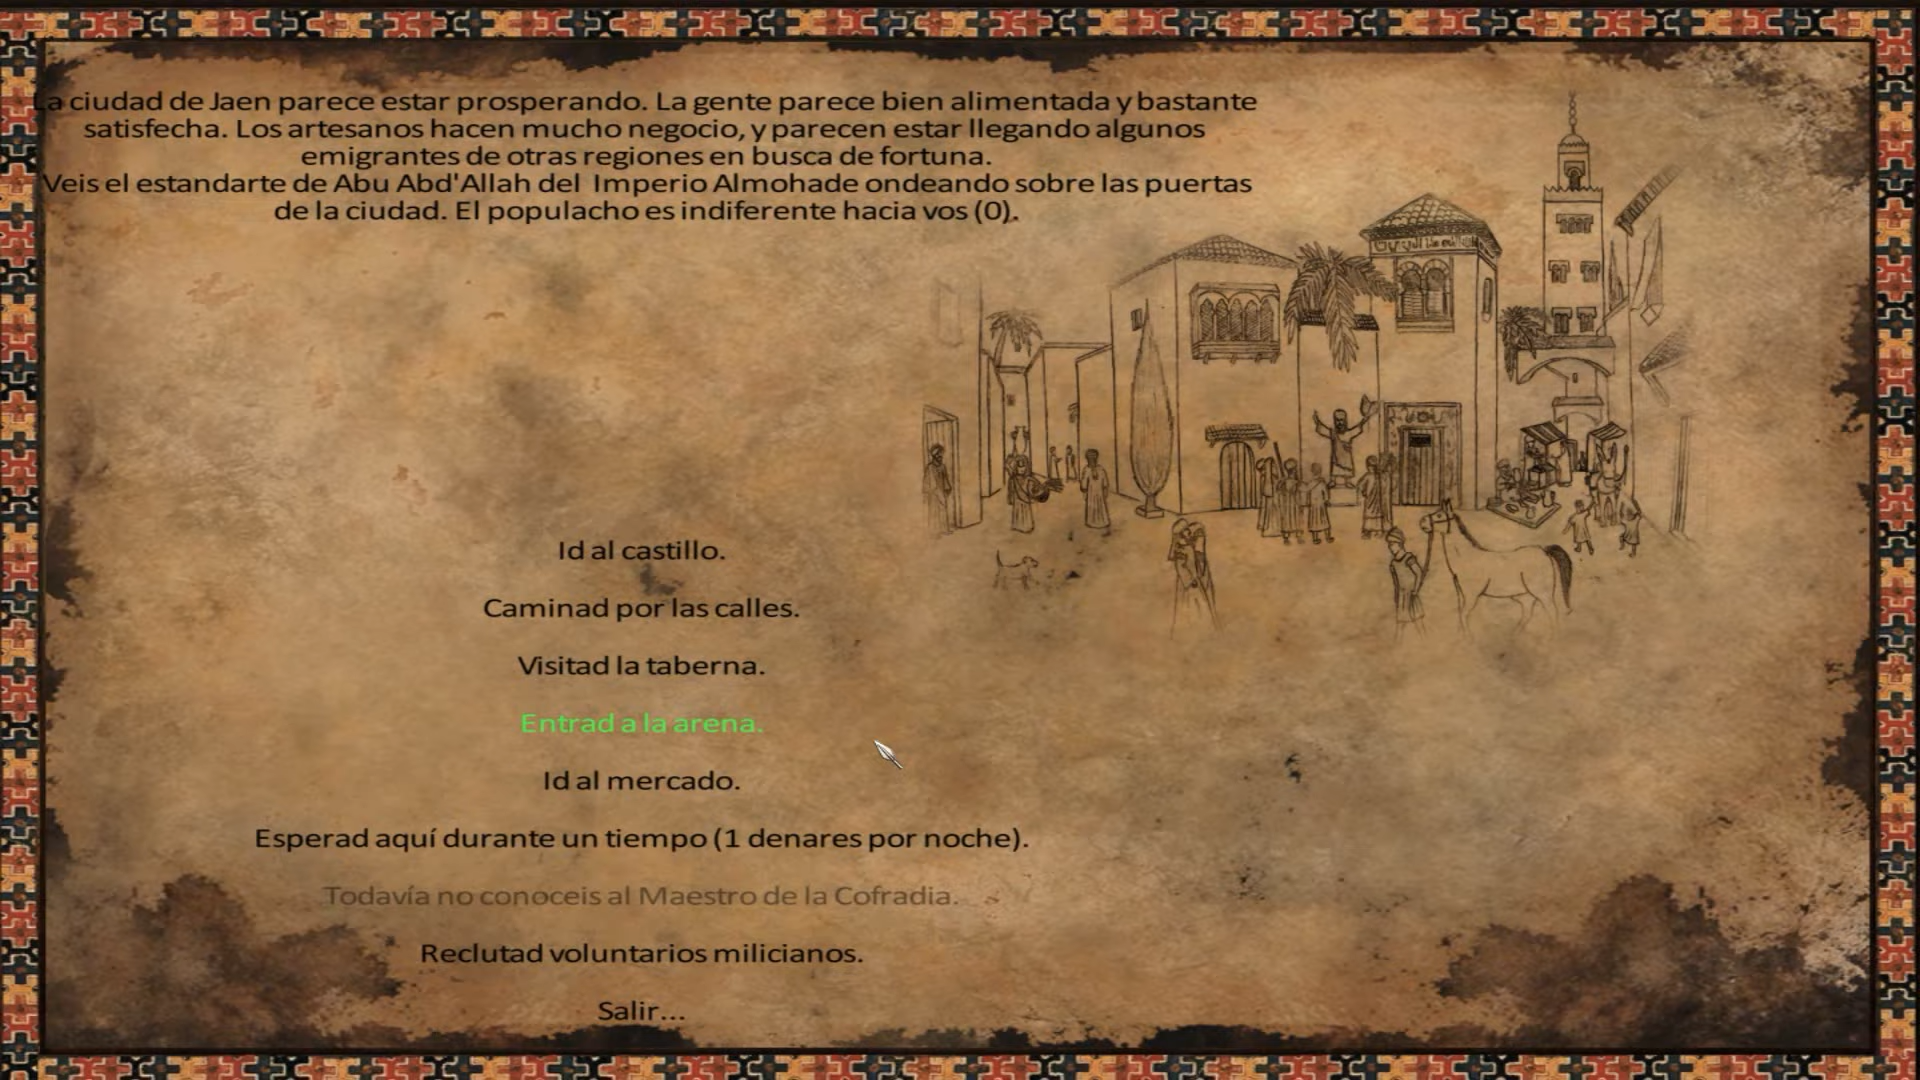 La ciudad de Jaen parece estar prosperando. La gente parece bien alimentada y bastante
satisfecha. Los artesanos hacen mucho negocio, y parecen estar llegando algunos
emigrantes de otras regiones en busca de fortuna.
Veis el estandarte de Abu Abd'Allah del Imperio Almohade ondeando sobre las puertas
de la ciudad. El populacho es indiferente hacia vos (0).
Id al castillo.
Caminad por las calles.
Visitad la taberna.
Entrad a la arena.
Id al mercado.
Esperad aquí durante un tiempo (1 denares por noche).
Todavía no conoceis al Maestro de la Cofradia.
Reclutad voluntarios milicianos.
Salir...